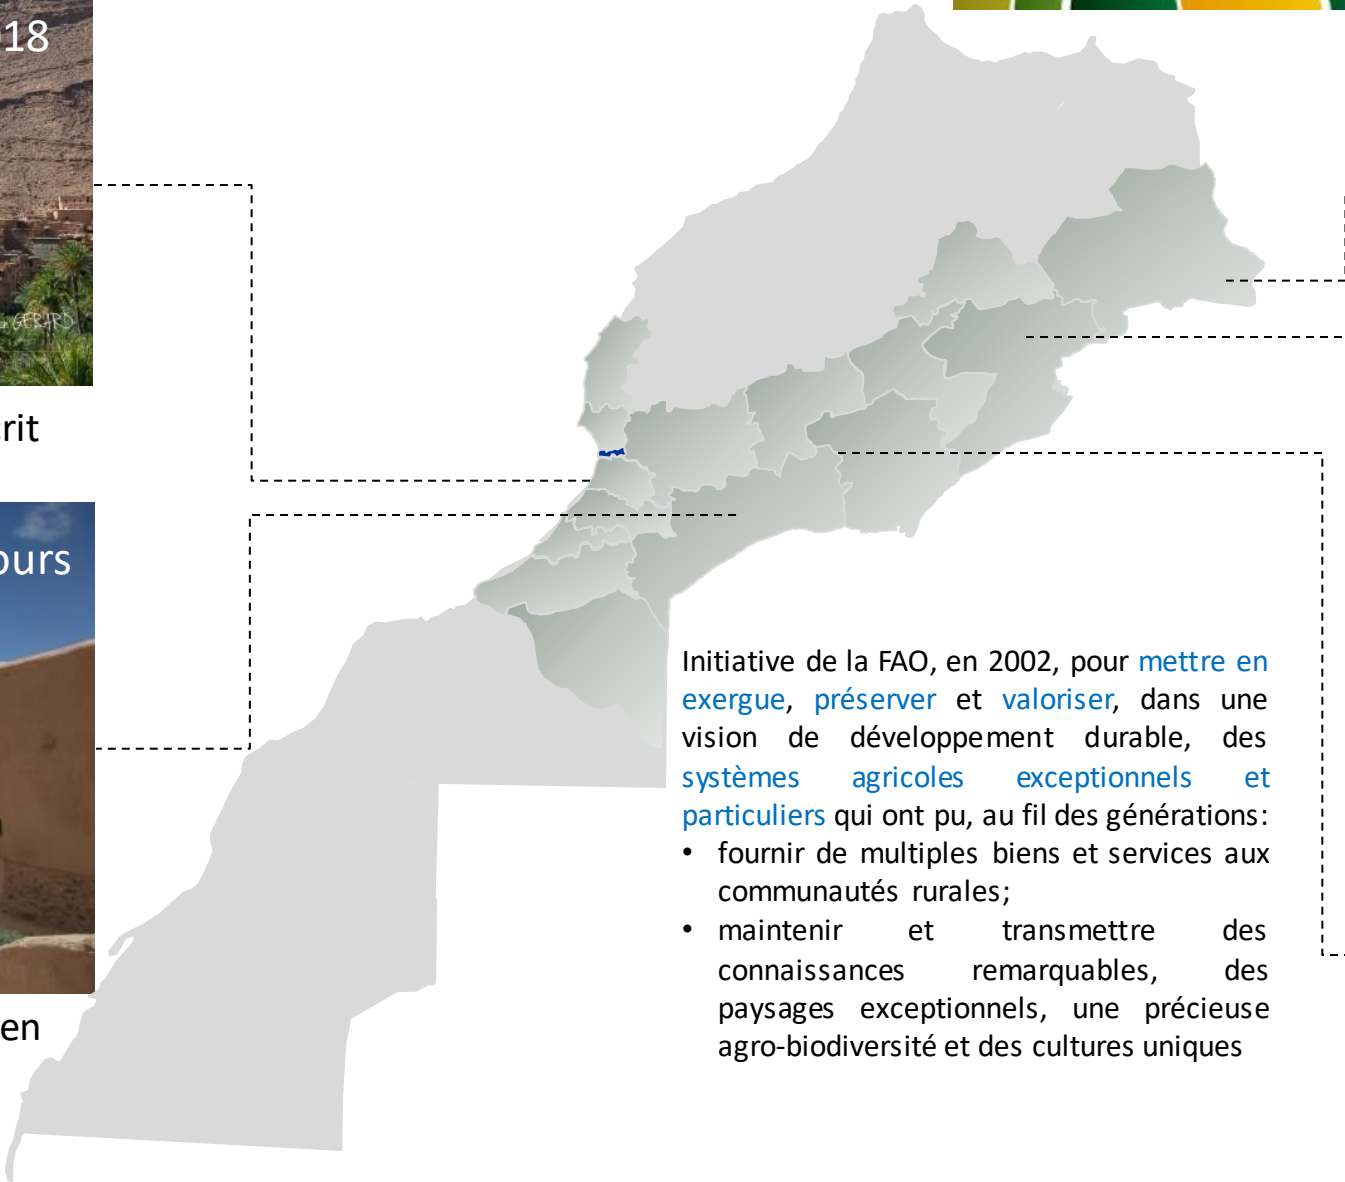 018
GERARD
rit
ours
en
Initiative de la FAO, en 2002, pour mettre en
exergue, préserver et valoriser, dans une
vision de développement durable, des
systèmes agricoles exceptionnels et
particuliers qui ont pu, au fil des générations:
• fournir de multiples biens et services aux
communautés rurales;
• maintenir et transmettre des
connaissances remarquables, des
paysages exceptionnels, une précieuse
agro-biodiversité et des cultures uniques